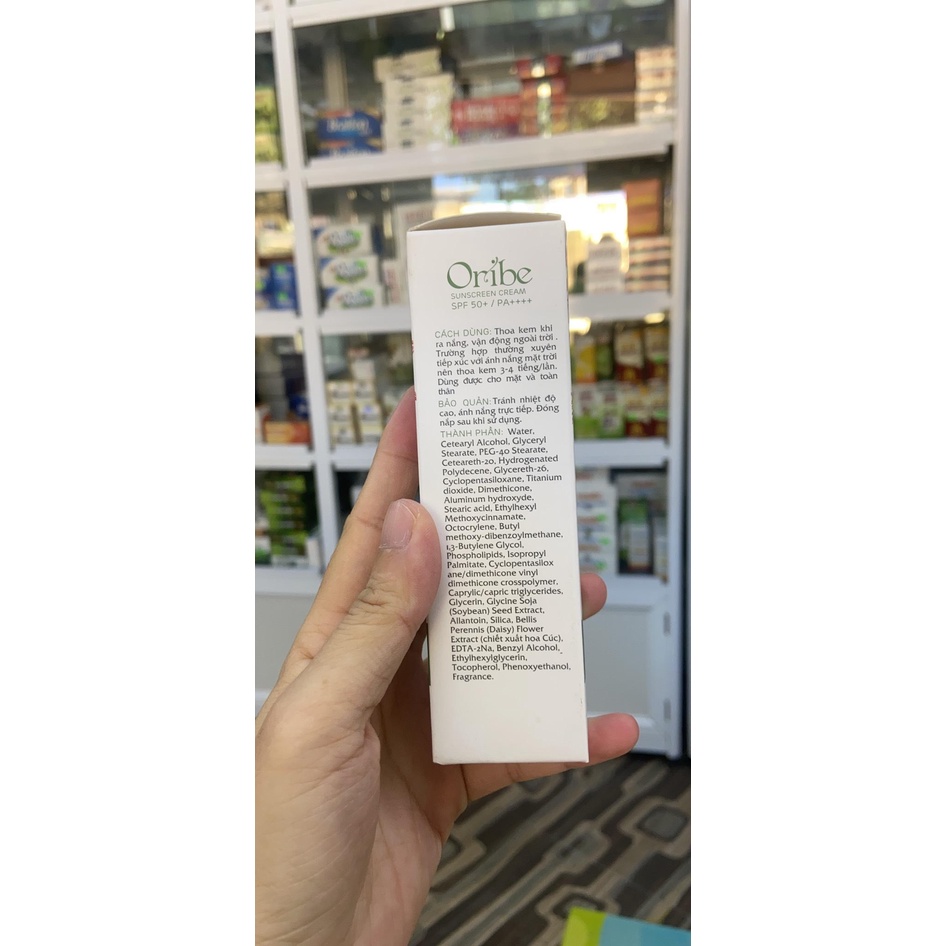 Oribe
SUNSCREEN CREAM
SPF 50+ / PA++++
CÁCH DÙNG: Thoa kem khi
ra nắng, vận động ngoài trời .
Trường hợp thường xuyên
tiếp xúc với ánh nắng mặt trời
nên thoa kem 3-4 tiếng/lần.
Dùng được cho mặt và toàn
thân
BẢO QUẢN: Tránh nhiệt độ
cao, ánh nắng trực tiếp. Đóng
nắp sau khi sử dụng.
THÀNH PHẦN: Water,
Cetearyl Alcohol, Glyceryl
Stearate, PEG-40 Stearate,
Ceteareth-20, Hydrogenated
Polydecene, Glycereth-26,
Cyclopentasiloxane, Titanium
dioxide, Dimethicone,
Aluminum hydroxyde,
Stearic acid, Ethylhexyl
Methoxycinnamate,
Octocrylene, Butyl
methoxy-dibenzoylmethane,
1,3-Butylene Glycol,
Phospholipids, Isopropyl
Palmitate, Cyclopentasilox
ane/dimethicone vinyl
dimethicone crosspolymer,
Caprylic/capric triglycerides,
Glycerin, Glycine Soja
(Soybean) Seed Extract,
Allantoin, Silica, Bellis
Perennis (Daisy) Flower
Extract (chiết xuất hoa Cúc),
EDTA-2Na, Benzyl Alcohol,
Ethylhexylglycerin,
Tocopherol, Phenoxyethanol,
Fragrance.